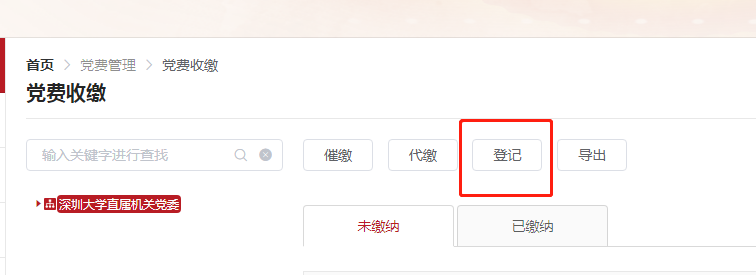 首页 > 党费管理 > 党费收缴
党费收缴
输入关键字进行查找 催缴 代缴 登记 导出
深圳大学直属机关党委
未缴纳 已缴纳